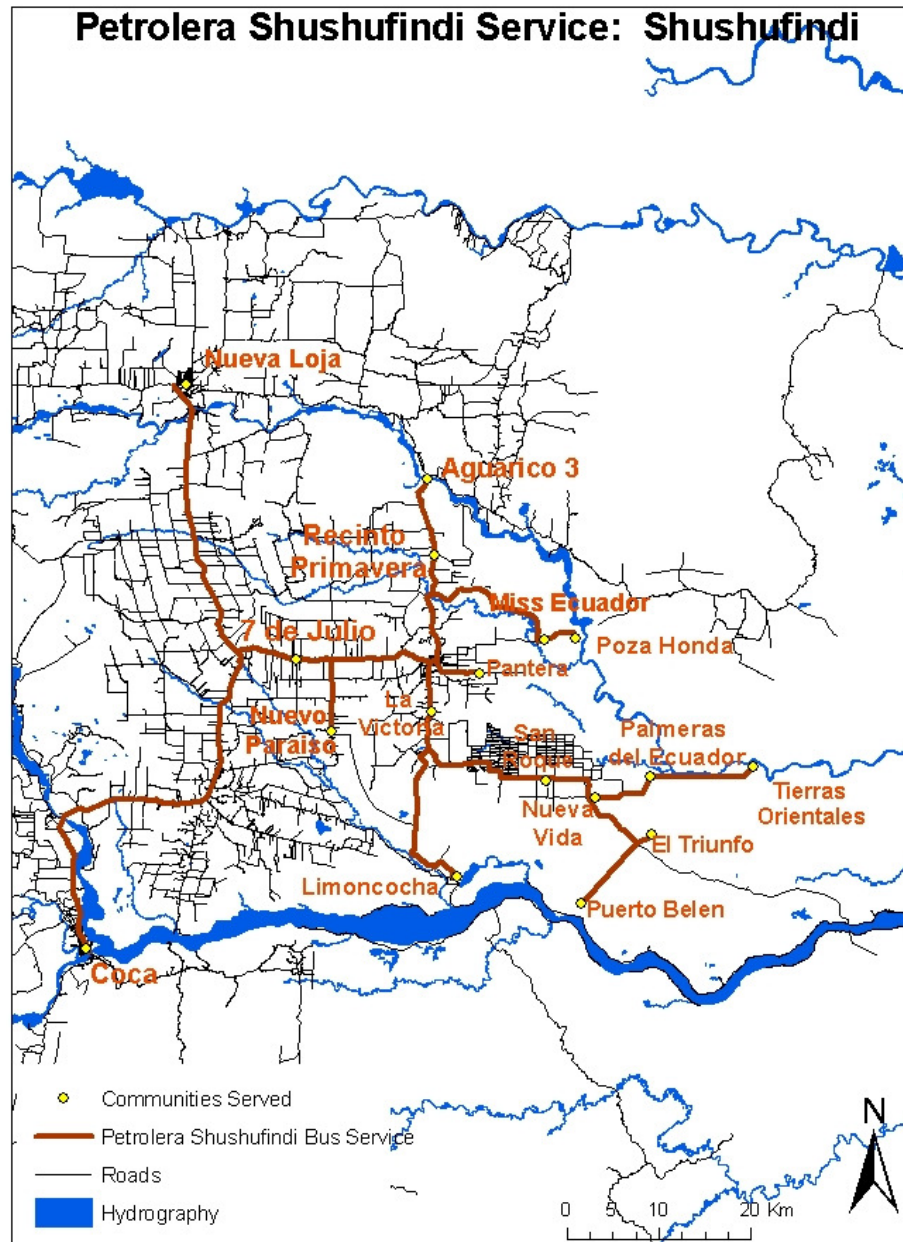 Petrolera Shushufindi Service: Shushufindi
Nueva Loja
Aguarico 3
Recinto
Primavera
Miss Ecuador
7 de Julio
Poza Honda
Pantera
La
Victoria
Nuevo
Paraiso
San
Roque
Palmeras
del Ecuador
Tierras
Orientales
Nueva
Vida
El Triunfo
Limoncocha
Puerto Belen
Coca
Communities Served
Petrolera Shushufindi Bus Service
Roads
Hydrography
N
0 5 10 20 Km